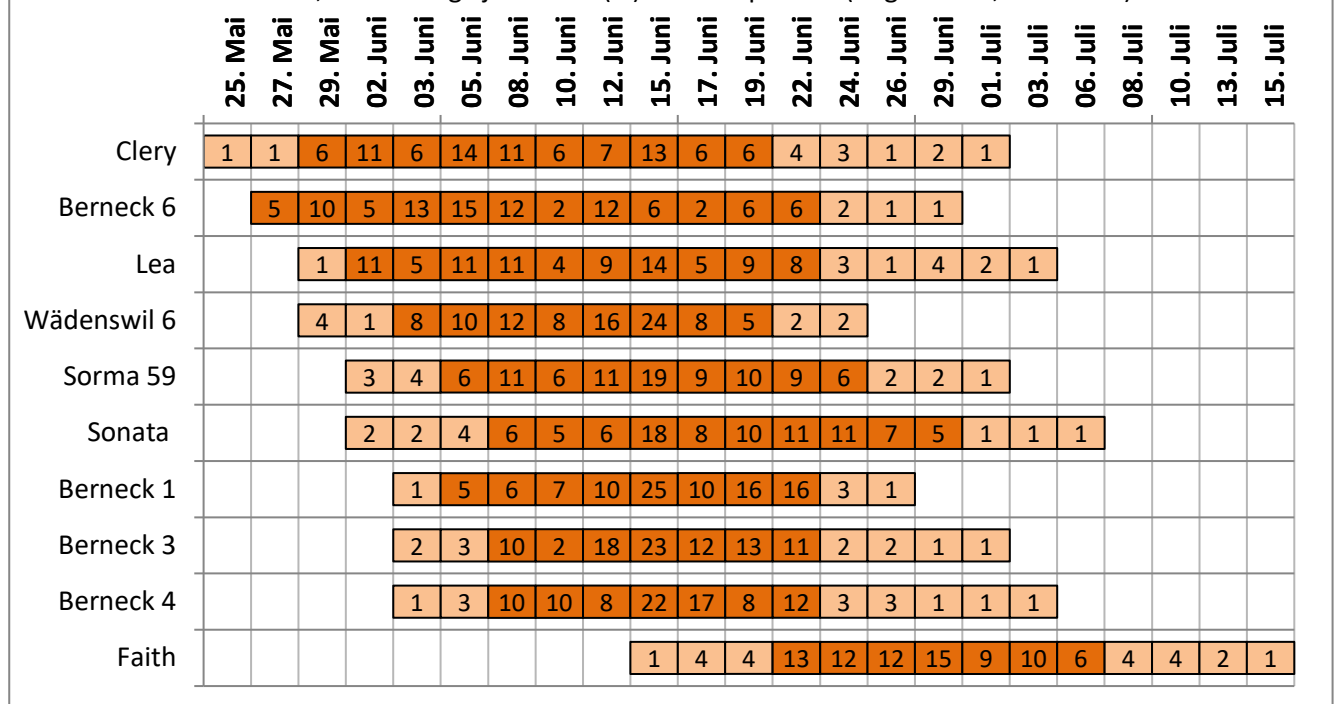 25. Mai 27. Mai 29. Mai 02. Juni 03. Juni 05. Juni 08. Juni 10. Juni 12. Juni 15. Juni 17. Juni 19. Juni 22. Juni 24. Juni 26. Juni 29. Juni 01. Juli 03. Juli 06. Juli 08. Juli 10. Juli 13. Juli 15. Juli
Clery 1 1 6 11 6 14 11 6 7 13 6 6 4 3 1 2 1
Berneck 6 5 10 5 13 15 12 2 12 6 2 6 6 2 1 1
Lea 1 11 5 11 11 4 9 14 5 9 8 3 1 4 2 1
Wädenswil 6 4 1 8 10 12 8 16 24 8 5 2 2
Sorma 59 3 4 6 11 6 11 19 9 10 9 6 2 2 1
Sonata 2 2 4 6 5 6 18 8 10 11 11 7 5 1 1 1
Berneck 1 1 5 6 7 10 25 10 16 16 3 1
Berneck 3 2 3 10 2 18 23 12 13 11 2 2 1 1
Berneck 4 1 3 10 10 8 22 17 8 12 3 3 1 1 1
Faith 1 4 4 13 12 12 15 9 10 6 4 4 2 1